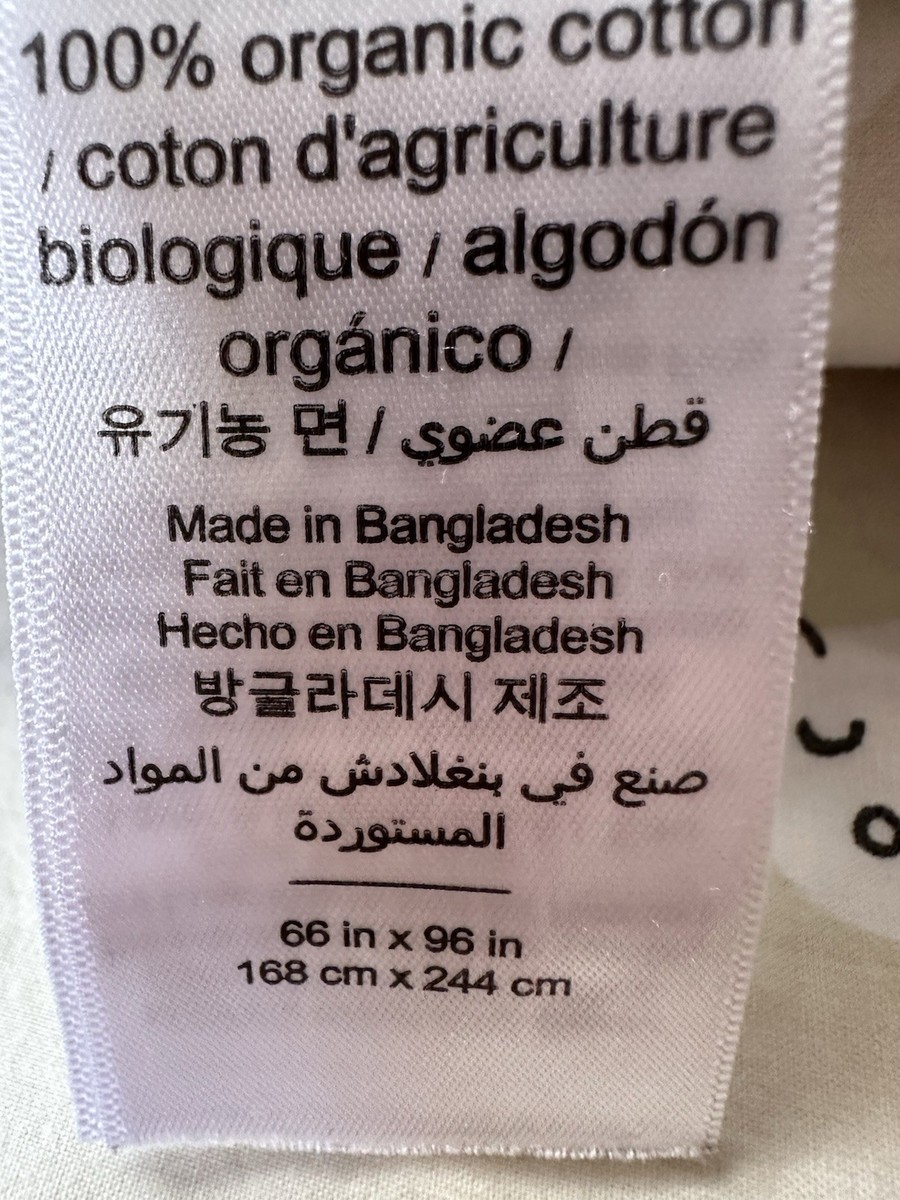 100% organic cotton
/ coton d'agriculture
biologique / algodón
orgánico /
유기농 면 / قطن عضوي
Made in Bangladesh
Fait en Bangladesh
Hecho en Bangladesh
방글라데시 제조
صنع في بنغلادش من المواد
المستوردة
66 in x 96 in
168 cm x 244 cm